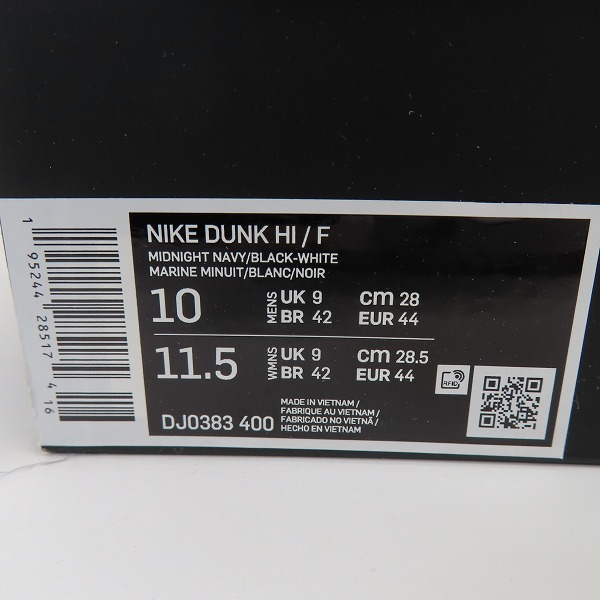 NIKE DUNK HI / F
MIDNIGHT NAVY/BLACK-WHITE
MARINE MINUIT/BLANC/NOIR
10 MENS UK 9 cm 28
BR 42 EUR 44
11.5 WMNS UK 9 cm 28.5
BR 42 EUR 44
RFID
DJ0383 400
MADE IN VIETNAM /
FABRIQUE AU VIETNAM /
FABRICADO NO VIETNÃ /
HECHO EN VIETNAM
1 95244 28517 4 16